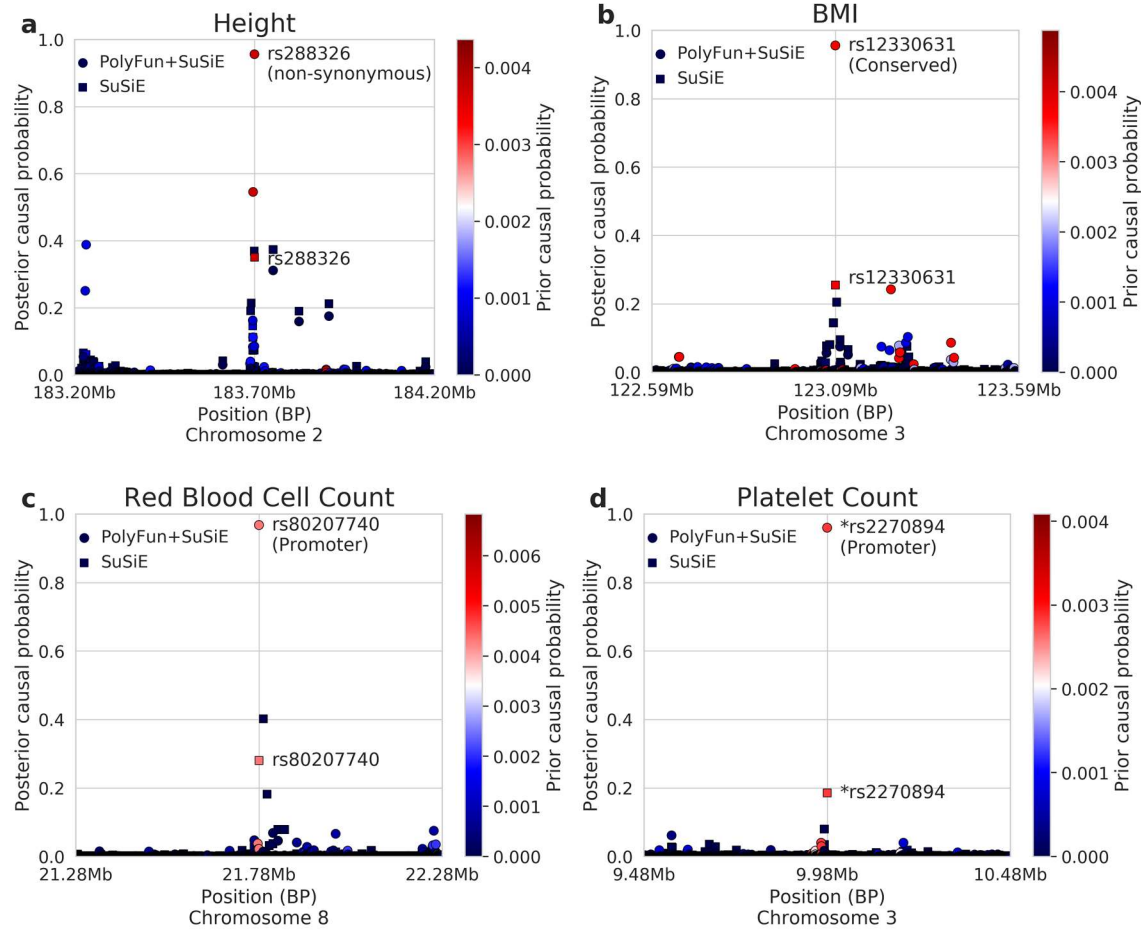 a
Height
1.0
0.8
0.6
0.4
0.2
0.0
Posterior causal probability
PolyFun+SuSiE
SuSiE
rs288326
(non-synonymous)
rs288326
183.20Mb
183.70Mb
184.20Mb
Position (BP)
Chromosome 2
0.004
0.003
0.002
0.001
0.000
Prior causal probability
b
BMI
1.0
0.8
0.6
0.4
0.2
0.0
Posterior causal probability
PolyFun+SuSiE
SuSiE
rs12330631
(Conserved)
rs12330631
122.59Mb
123.09Mb
123.59Mb
Position (BP)
Chromosome 3
0.004
0.003
0.002
0.001
0.000
Prior causal probability
c
Red Blood Cell Count
1.0
0.8
0.6
0.4
0.2
0.0
Posterior causal probability
PolyFun+SuSiE
SuSiE
rs80207740
(Promoter)
rs80207740
21.28Mb
21.78Mb
22.28Mb
Position (BP)
Chromosome 8
0.006
0.005
0.004
0.003
0.002
0.001
0.000
Prior causal probability
d
Platelet Count
1.0
0.8
0.6
0.4
0.2
0.0
Posterior causal probability
PolyFun+SuSiE
SuSiE
*rs2270894
(Promoter)
*rs2270894
9.48Mb
9.98Mb
10.48Mb
Position (BP)
Chromosome 3
0.004
0.003
0.002
0.001
0.000
Prior causal probability